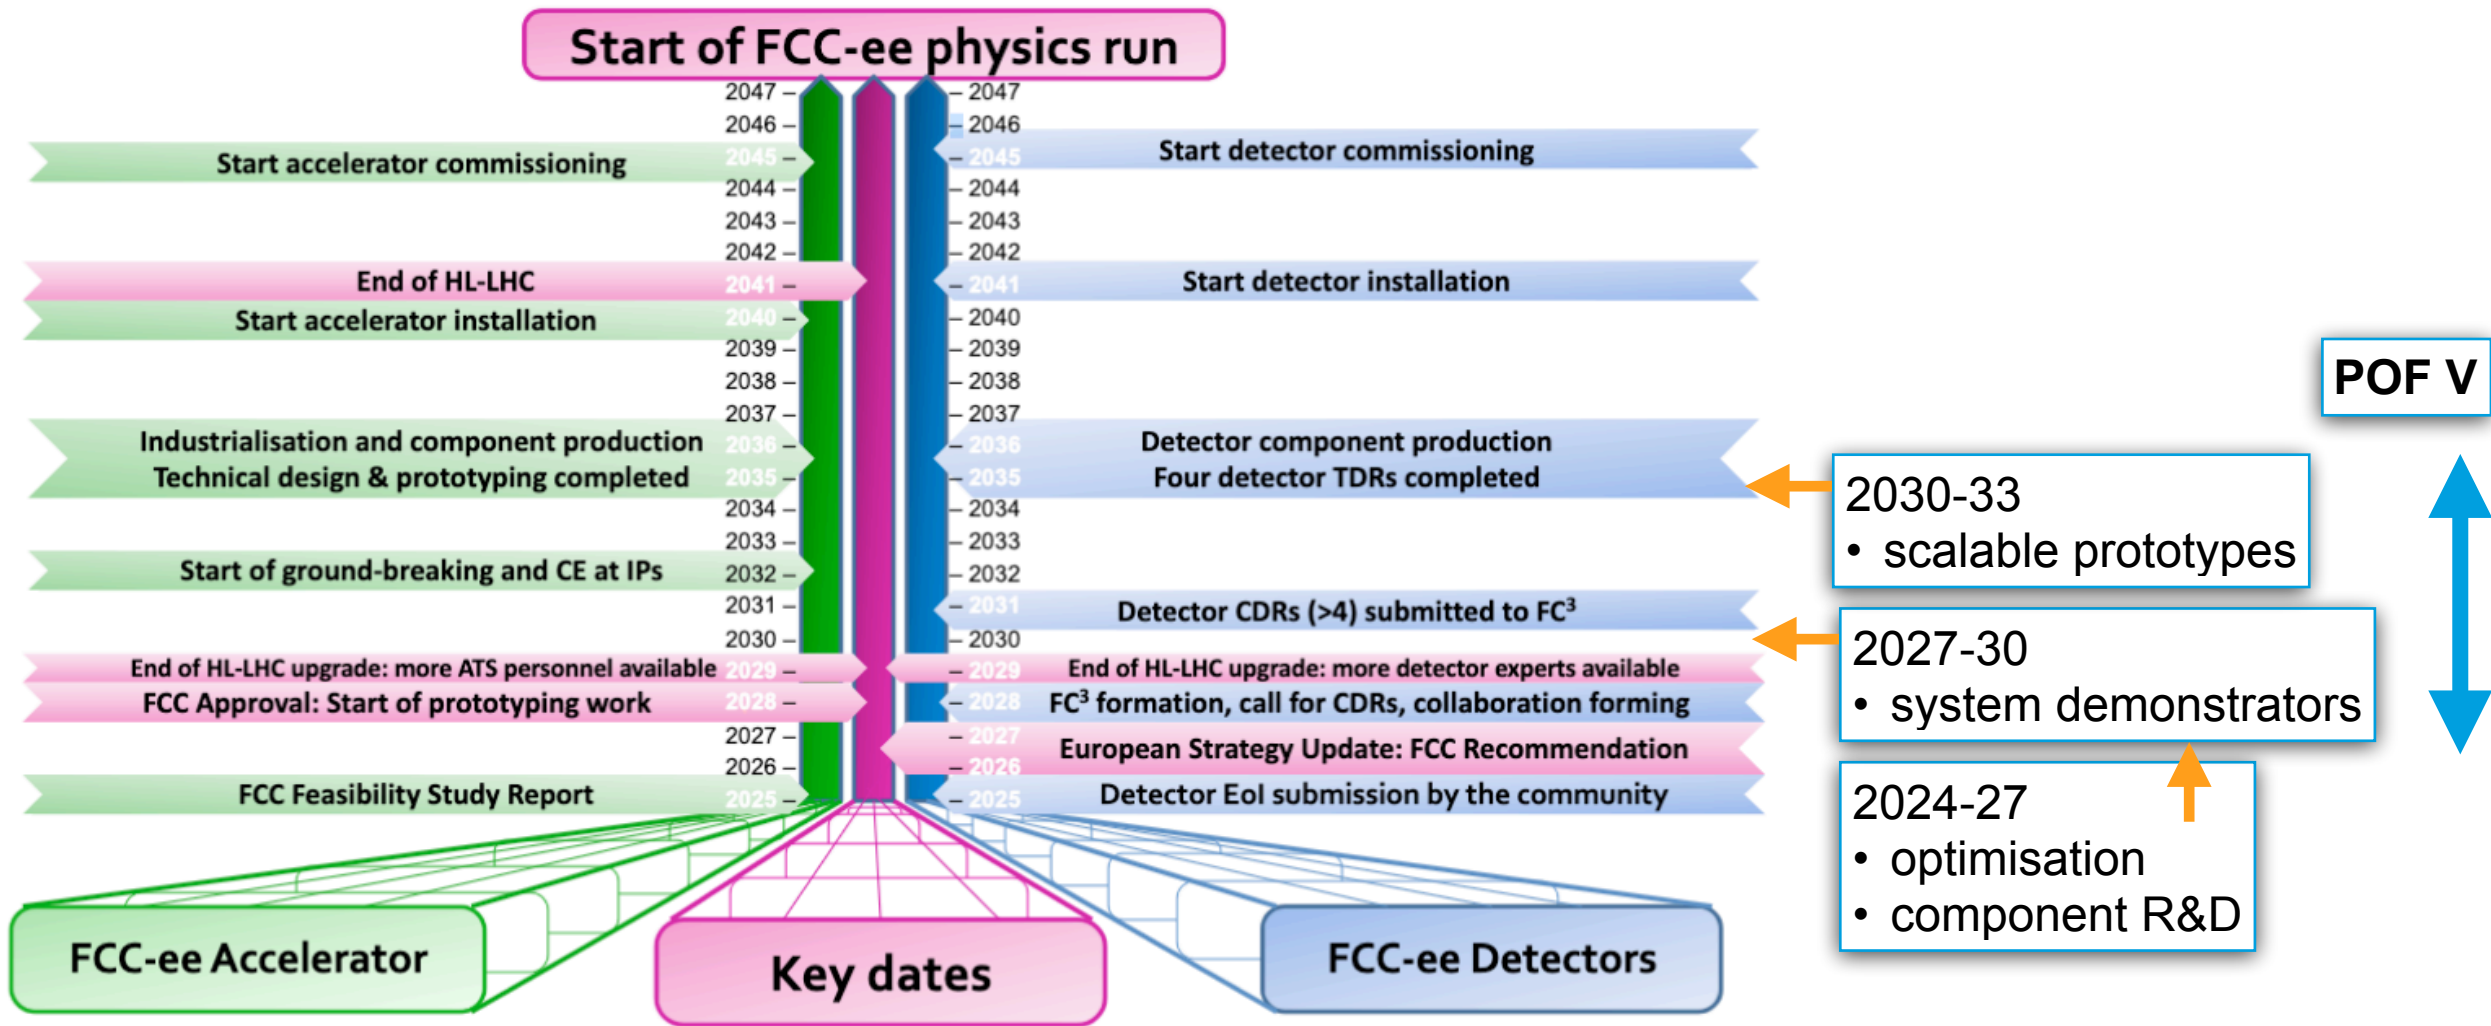 Start of FCC-ee physics run
2047 –
2046 –
2045 –
2044 –
2043 –
2042 –
2041 –
2040 –
2039 –
2038 –
2037 –
2036 –
2035 –
2034 –
2033 –
2032 –
2031 –
2030 –
2029 –
2028 –
2027 –
2026 –
2025 –
– 2047
– 2046
– 2045
– 2044
– 2043
– 2042
– 2041
– 2040
– 2039
– 2038
– 2037
– 2036
– 2035
– 2034
– 2033
– 2032
– 2031
– 2030
– 2029
– 2028
– 2027
– 2026
– 2025
Start accelerator commissioning
End of HL-LHC
Start accelerator installation
Industrialisation and component production
Technical design & prototyping completed
Start of ground-breaking and CE at IPs
End of HL-LHC upgrade: more ATS personnel available
FCC Approval: Start of prototyping work
FCC Feasibility Study Report
Start detector commissioning
Start detector installation
Detector component production
Four detector TDRs completed
Detector CDRs (>4) submitted to FC³
End of HL-LHC upgrade: more detector experts available
FC³ formation, call for CDRs, collaboration forming
European Strategy Update: FCC Recommendation
Detector EoI submission by the community
FCC-ee Accelerator
Key dates
FCC-ee Detectors
POF V
2030-33
• scalable prototypes
2027-30
• system demonstrators
2024-27
• optimisation
• component R&D